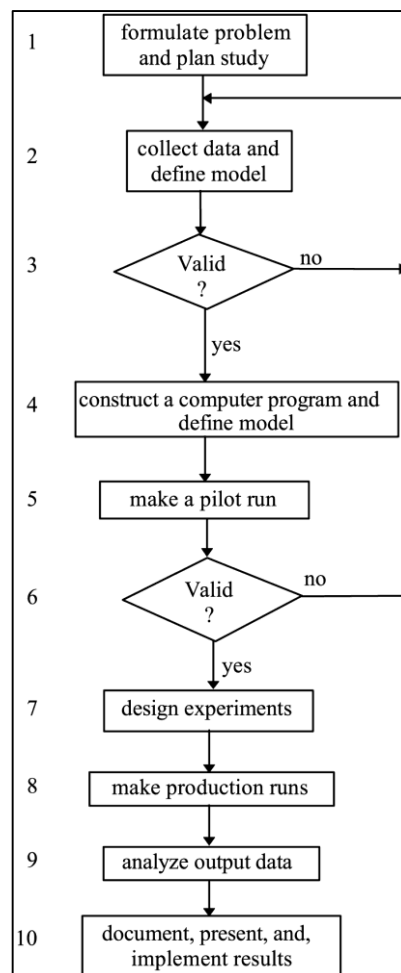 1
formulate problem
and plan study
2
collect data and
define model
3
Valid
?
no
yes
4
construct a computer program and
define model
5
make a pilot run
6
Valid
?
no
yes
7
design experiments
8
make production runs
9
analyze output data
10
document, present, and,
implement results